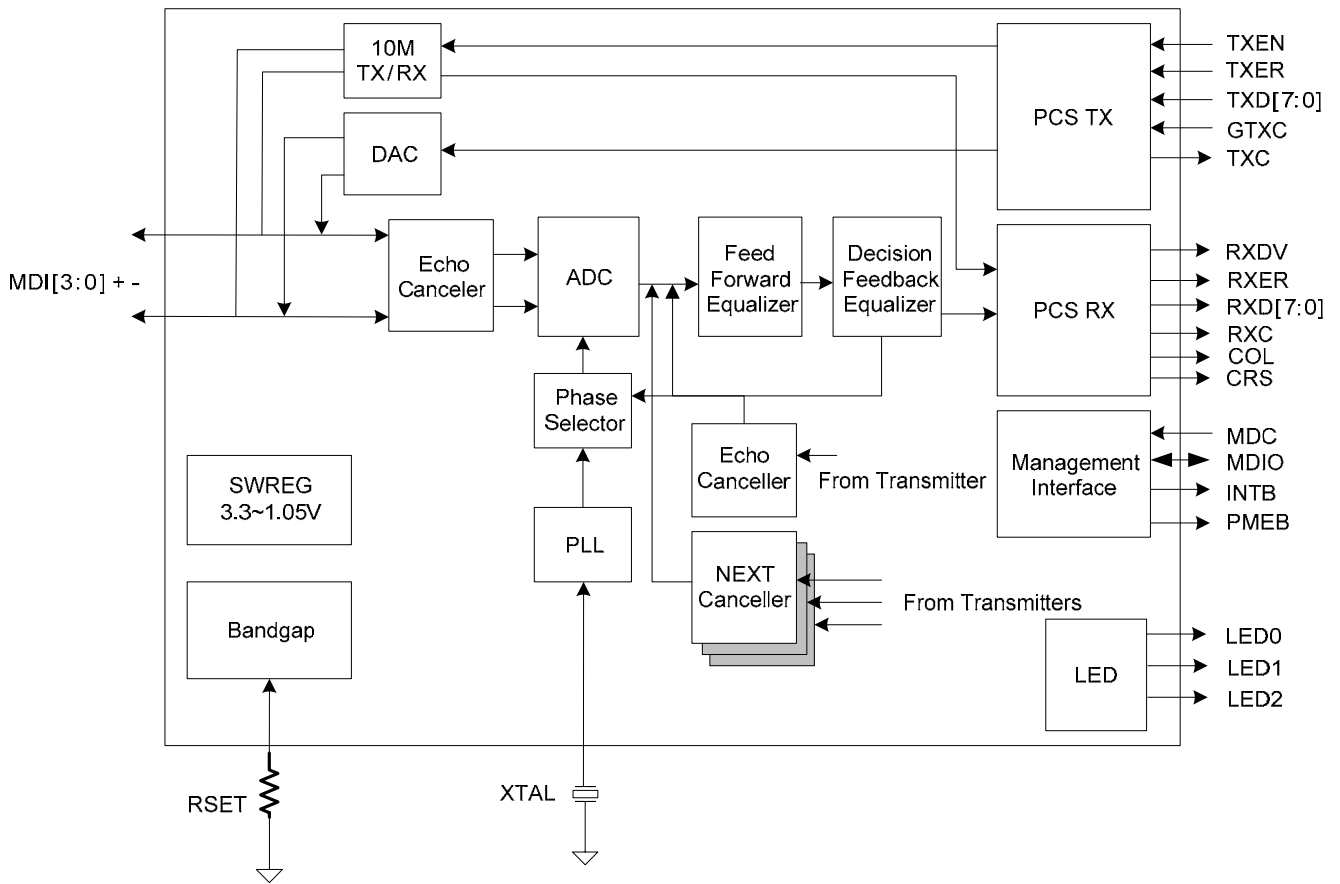 10M
TX/RX
PCS TX
TXEN
TXER
TXD[7:0]
GTXC
TXC
DAC
MDI[3:0] + -
Echo
Canceler
ADC
Feed
Forward
Equalizer
Decision
Feedback
Equalizer
PCS RX
RXDV
RXER
RXD[7:0]
RXC
COL
CRS
Phase
Selector
Echo
Canceller
From Transmitter
Management
Interface
MDC
MDIO
INTB
PMEB
SWREG
3.3~1.05V
PLL
NEXT
Canceller
From Transmitters
Bandgap
LED
LED0
LED1
LED2
RSET
XTAL